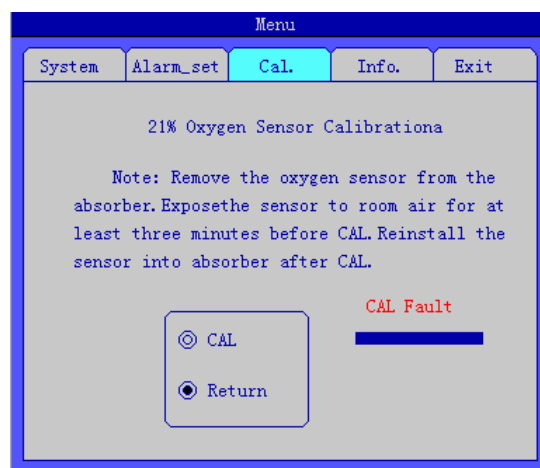 Menu
System Alarm_set Cal. Info. Exit
21% Oxygen Sensor Calibrationa
Note: Remove the oxygen sensor from the
absorber.Exposethe sensor to room air for at
least three minutes before CAL.Reinstall the
sensor into absorber after CAL.
CAL Fault
CAL
Return